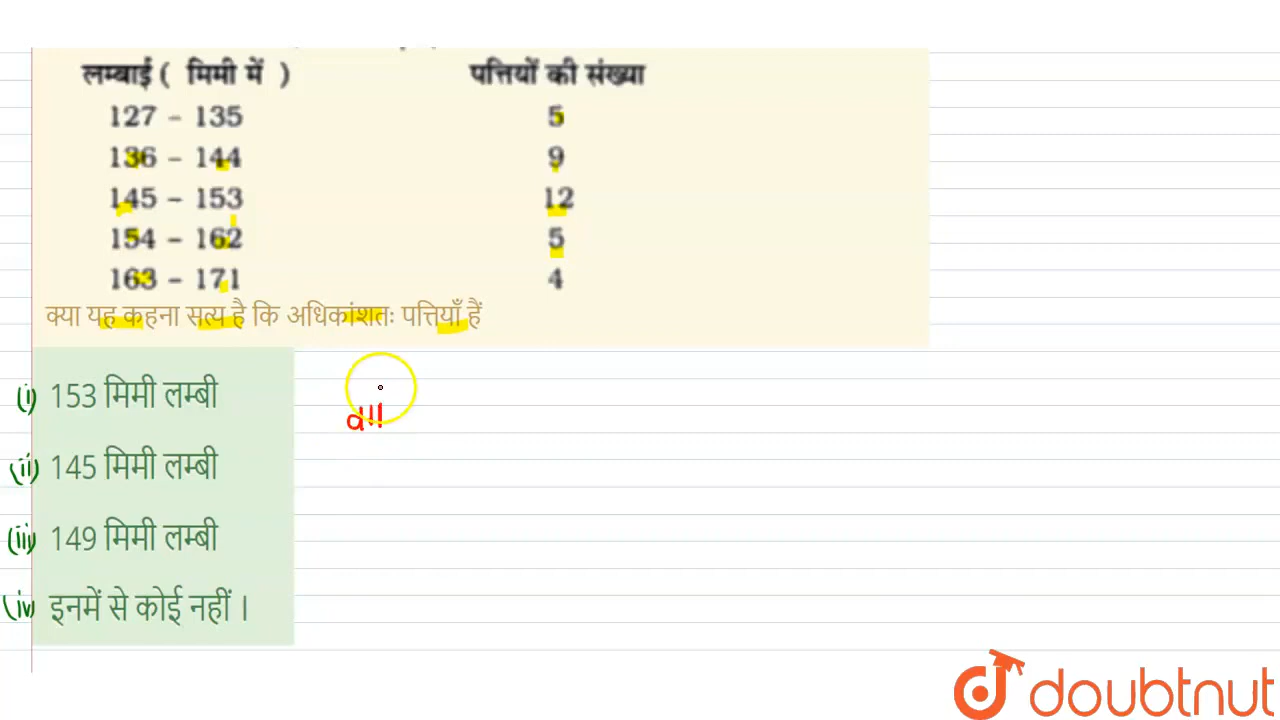 लम्बाई ( मिमी में ) पत्तियों की संख्या
127 – 135 5
136 – 144 9
145 – 153 12
154 – 162 5
163 – 171 4
क्या यह कहना सत्य है कि अधिकांशतः पत्तियाँ हैं
(i) 153 मिमी लम्बी
all
(ii) 145 मिमी लम्बी
(iii) 149 मिमी लम्बी
(iv) इनमें से कोई नहीं ।
doubtnut